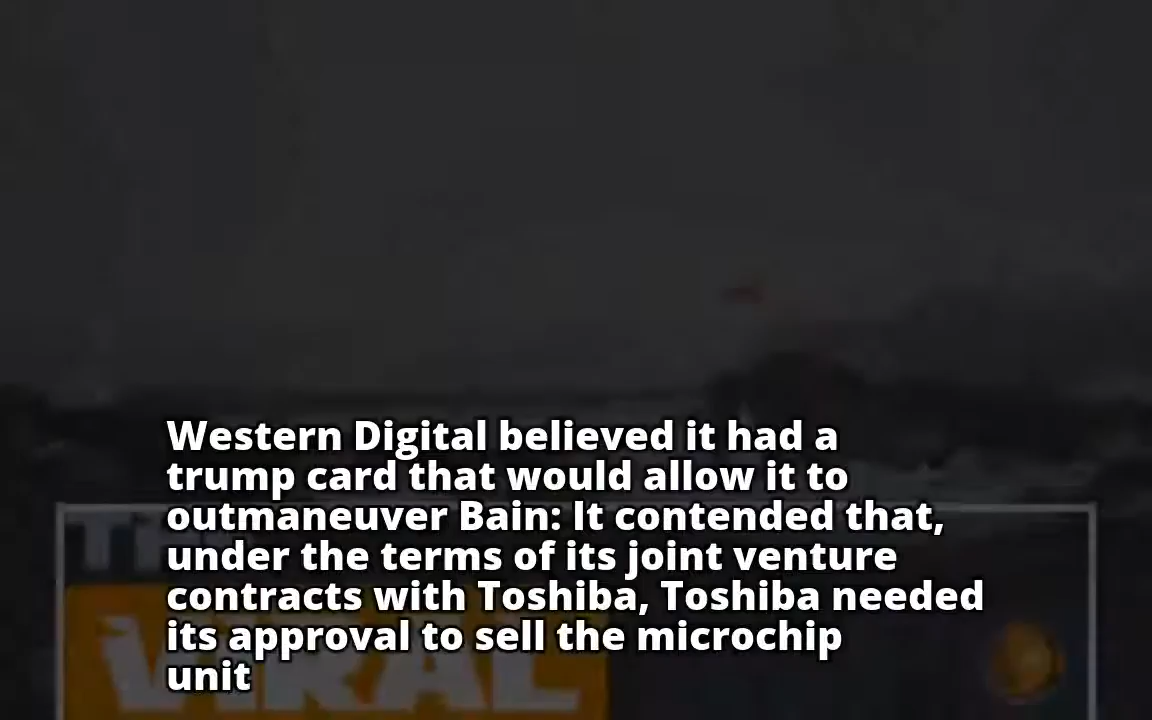 Western Digital believed it had a
trump card that would allow it to
outmaneuver Bain: It contended that,
under the terms of its joint venture
contracts with Toshiba, Toshiba needed
its approval to sell the microchip
unit
VIRAL